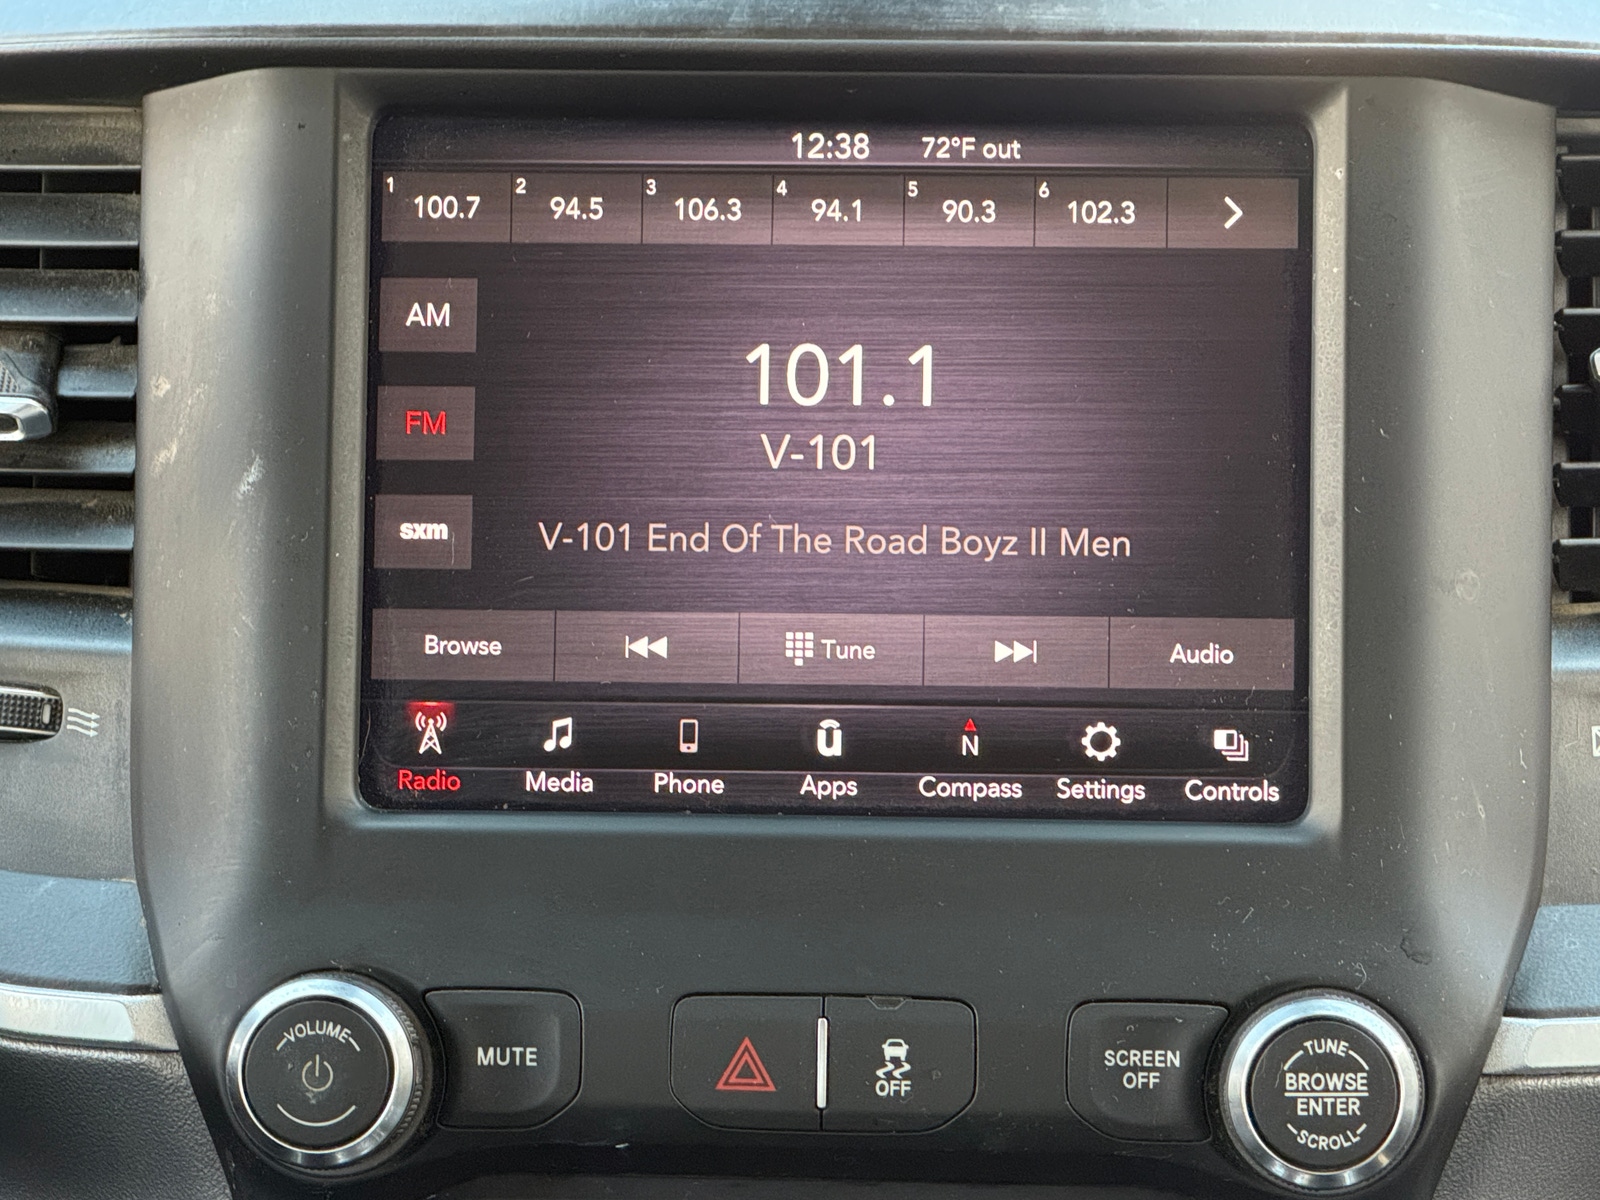 12:38 72°F out
1 100.7 2 94.5 3 106.3 4 94.1 5 90.3 6 102.3
AM
101.1
FM
V-101
sxm
V-101 End Of The Road Boyz II Men
Browse Tune Audio
N
Radio Media Phone Apps Compass Settings Controls
VOLUME
MUTE
OFF
SCREEN
OFF
TUNE
BROWSE
ENTER
SCROLL